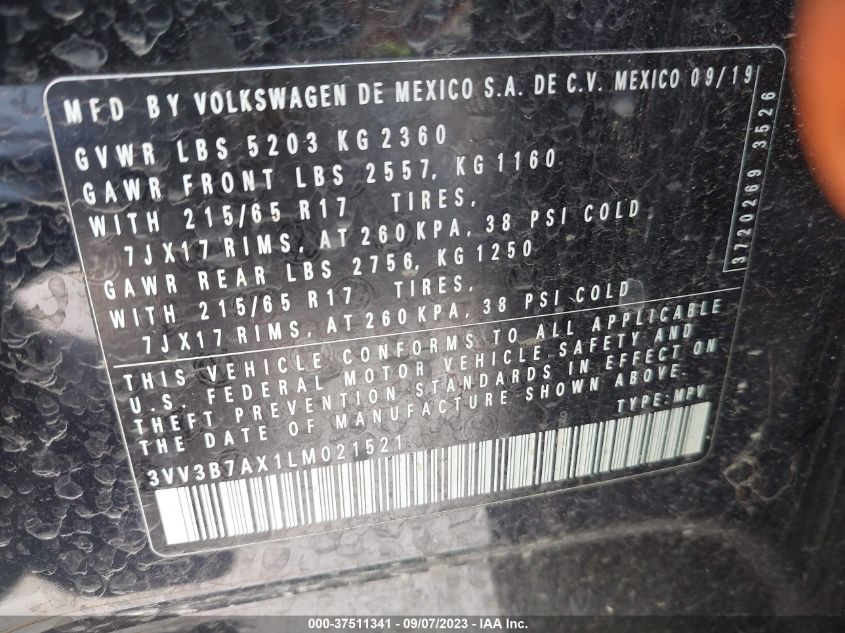 MFD BY VOLKSWAGEN DE MEXICO S.A. DE C.V. MEXICO 09/19
GVWR LBS 5203 KG 2360
GAWR FRONT LBS 2557, KG 1160
WITH 215/65 R17 TIRES,
7JX17 RIMS, AT 260 KPA, 38 PSI COLD
GAWR REAR LBS 2756, KG 1250
WITH 215/65 R17 TIRES,
7JX17 RIMS, AT 260 KPA, 38 PSI COLD
THIS VEHICLE CONFORMS TO ALL APPLICABLE
U.S. FEDERAL MOTOR VEHICLE SAFETY AND
THEFT PREVENTION STANDARDS IN EFFECT ON
THE DATE OF MANUFACTURE SHOWN ABOVE.
3VV3B7AX1LM021521 TYPE:MPV
3720269 3526
000-37511341 - 09/07/2023 - IAA Inc.